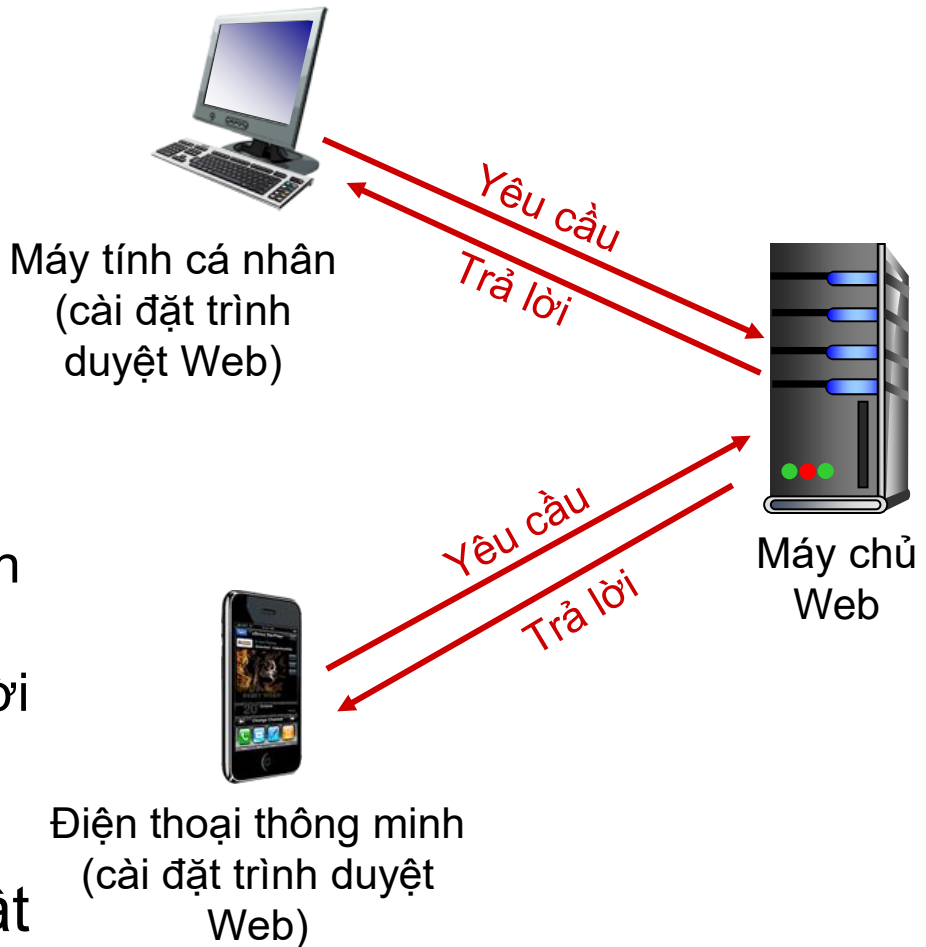 Yêu cầu
Trả lời
Máy tính cá nhân
(cài đặt trình
duyệt Web)
Yêu cầu
Trả lời
Máy chủ
Web
Điện thoại thông minh
(cài đặt trình duyệt
Web)